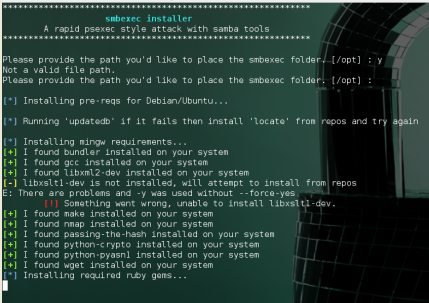 ************************************************************
smbexec installer
A rapid psexec style attack with samba tools
************************************************************
Please provide the path you'd like to place the smbexec folder. [/opt] : y
Not a valid file path.
Please provide the path you'd like to place the smbexec folder. [/opt] :
[*] Installing pre-reqs for Debian/Ubuntu...
[*] Running 'updatedb' if it fails then install 'locate' from repos and try again
[*] Installing mingw requirements...
[+] I found bundler installed on your system
[+] I found gcc installed on your system
[+] I found libxml2-dev installed on your system
[-] libxslt1-dev is not installed, will attempt to install from repos
E: There are problems and -y was used without --force-yes
[!] Something went wrong, unable to install libxslt1-dev.
[+] I found make installed on your system
[+] I found nmap installed on your system
[+] I found passing-the-hash installed on your system
[+] I found python-crypto installed on your system
[+] I found python-pyasn1 installed on your system
[+] I found wget installed on your system
[*] Installing required ruby gems...